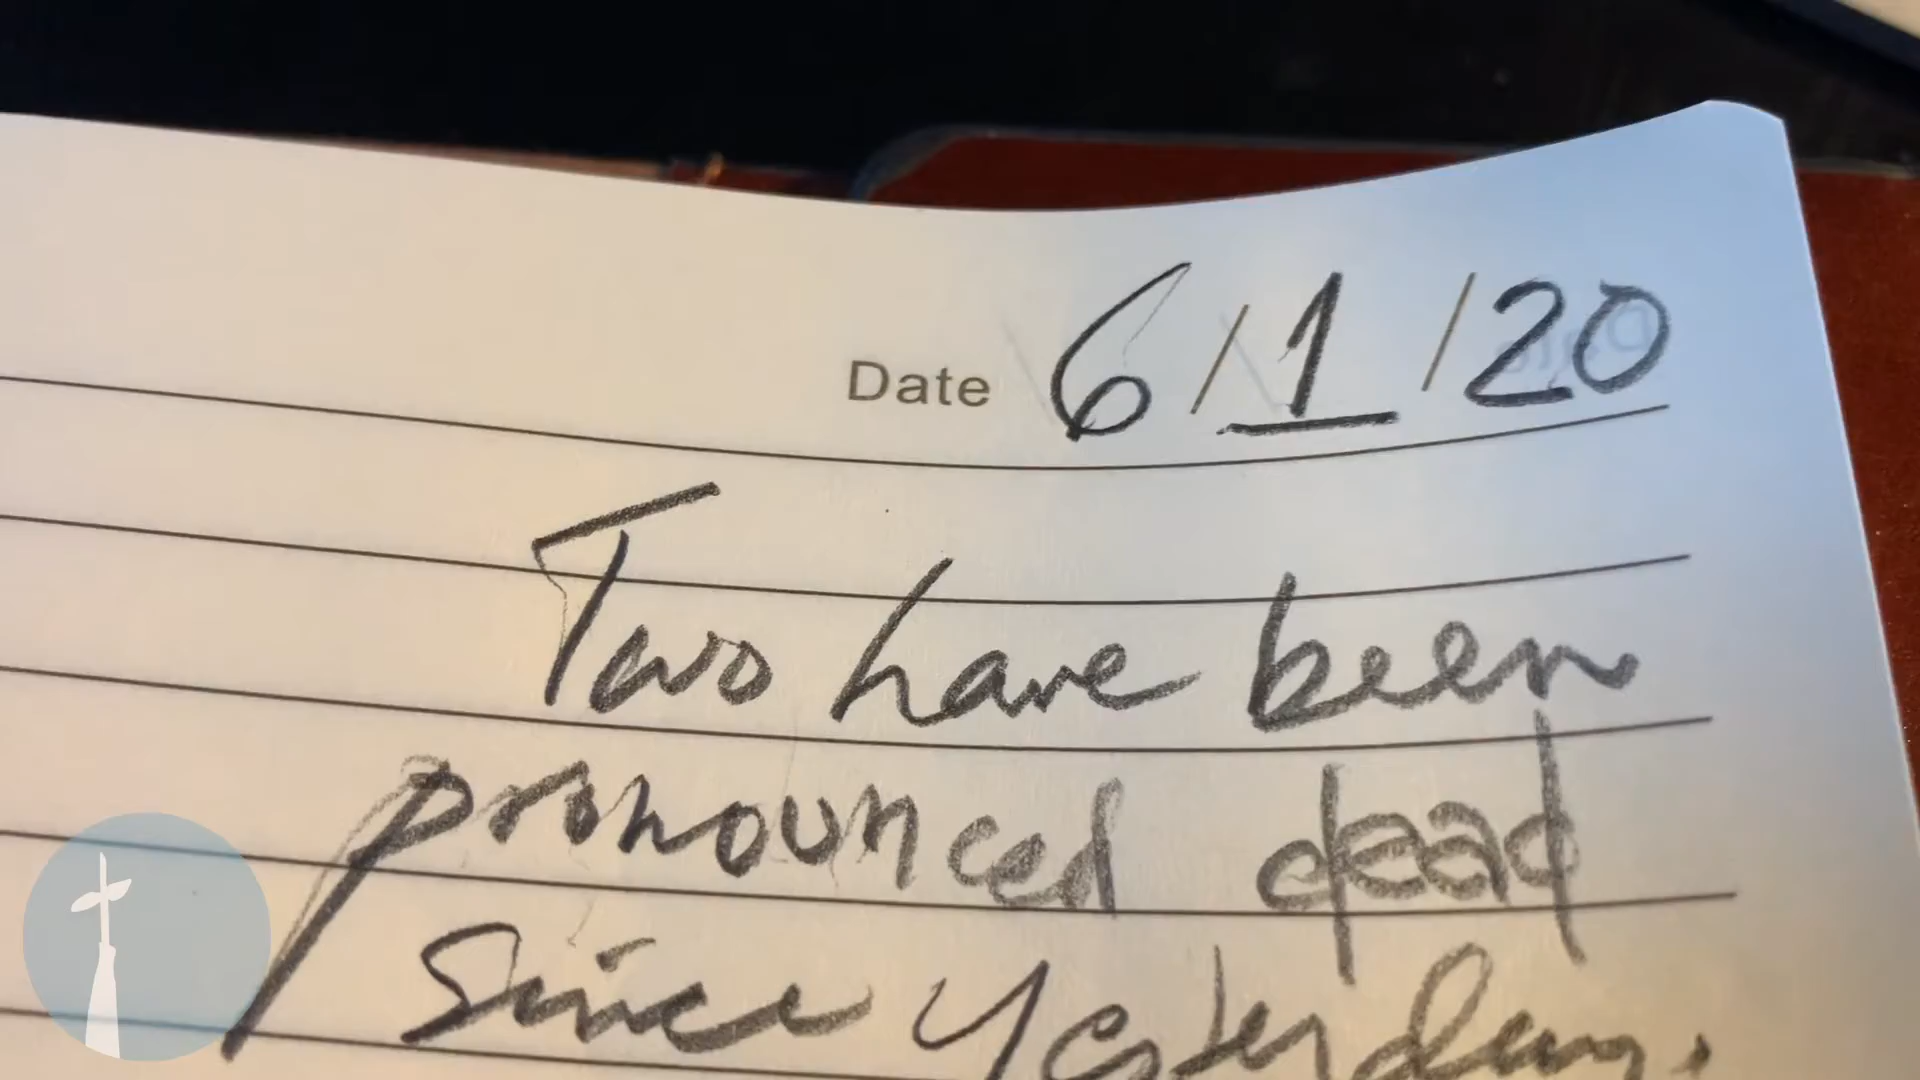 Date 6/1/20
Two have been
pronounced dead
since yesterday.